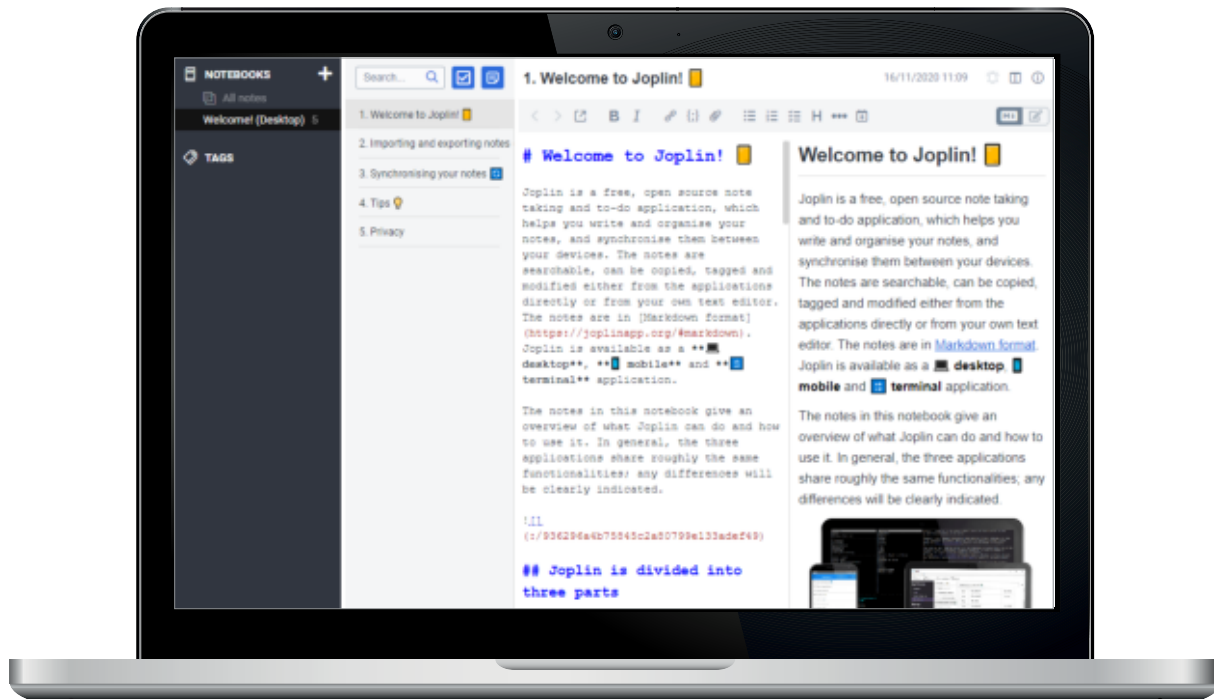 NOTEBOOKS
All notes
Welcome! (Desktop) 5
TAGS
Search...
1. Welcome to Joplin!
2. Importing and exporting notes
3. Synchronising your notes
4. Tips
5. Privacy
1. Welcome to Joplin!
16/11/2020 11:09
B I H
# Welcome to Joplin!
Joplin is a free, open source note
taking and to-do application, which
helps you write and organise your
notes, and synchronise them between
your devices. The notes are
searchable, can be copied, tagged and
modified either from the applications
directly or from your own text editor.
The notes are in [Markdown format]
(https://joplinapp.org/#markdown).
Joplin is available as a **
desktop**, ** mobile** and **
terminal** application.
The notes in this notebook give an
overview of what Joplin can do and how
to use it. In general, the three
applications share roughly the same
functionalities; any differences will
be clearly indicated.
## Joplin is divided into
three parts
Welcome to Joplin!
Joplin is a free, open source note taking
and to-do application, which helps you
write and organise your notes, and
synchronise them between your devices.
The notes are searchable, can be copied,
tagged and modified either from the
applications directly or from your own text
editor. The notes are in Markdown format.
Joplin is available as a desktop,
mobile and terminal application.
The notes in this notebook give an
overview of what Joplin can do and how to
use it. In general, the three applications
share roughly the same functionalities; any
differences will be clearly indicated.